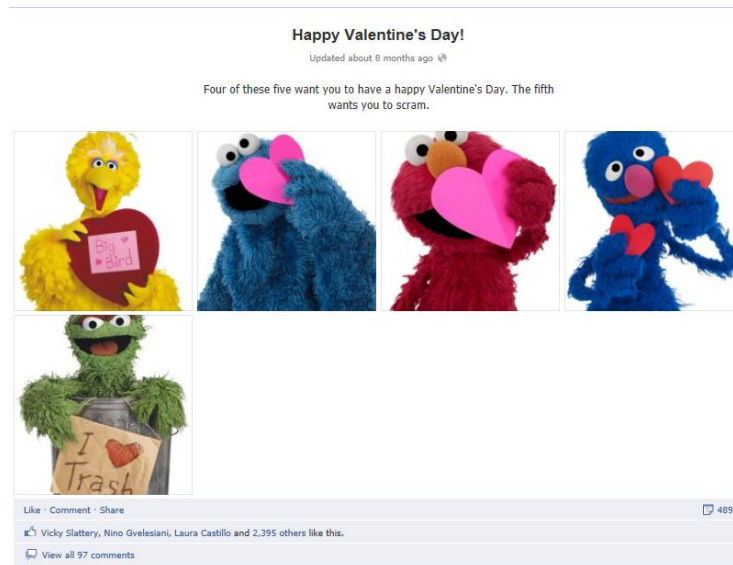 Happy Valentine's Day!
Updated about 8 months ago
Four of these five want you to have a happy Valentine's Day. The fifth
wants you to scram.
Big
Bird
I
Trash
Like · Comment · Share
489
Vicky Slattery, Nino Gvelesiani, Laura Castillo and 2,395 others like this.
View all 97 comments